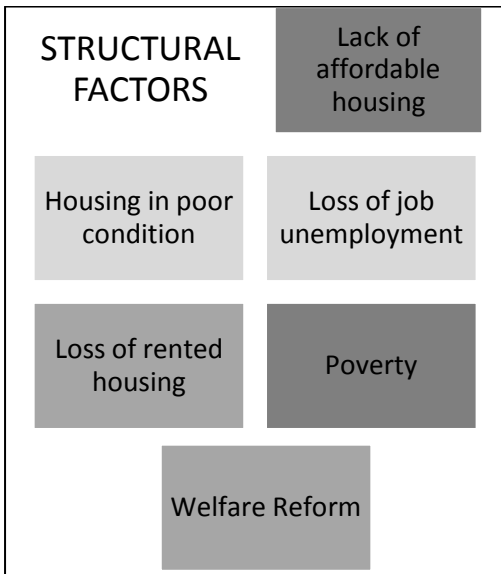 STRUCTURAL
FACTORS
Lack of
affordable
housing
Housing in poor
condition
Loss of job
unemployment
Loss of rented
housing
Poverty
Welfare Reform